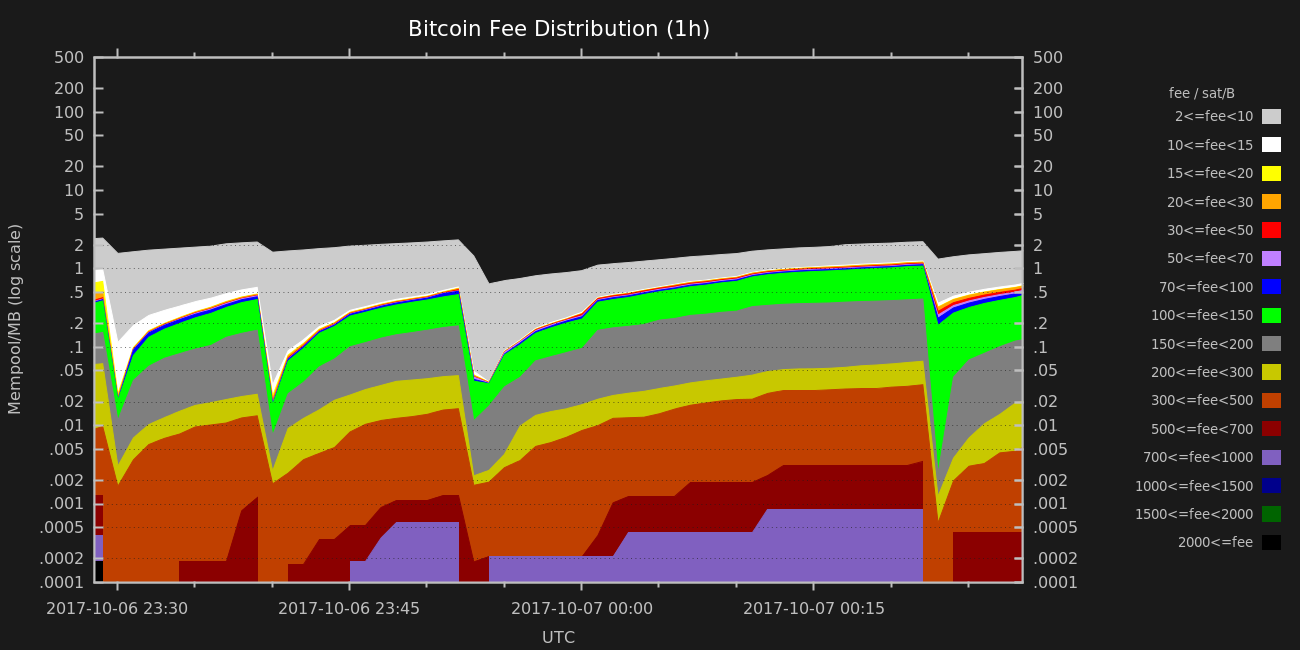 Bitcoin Fee Distribution (1h)
Mempool/MB (log scale)
500
200
100
50
20
10
5
2
1
.5
.2
.1
.05
.02
.01
.005
.002
.001
.0005
.0002
.0001
500
200
100
50
20
10
5
2
1
.5
.2
.1
.05
.02
.01
.005
.002
.001
.0005
.0002
.0001
2017-10-06 23:30
2017-10-06 23:45
2017-10-07 00:00
2017-10-07 00:15
UTC
fee / sat/B
2<=fee<10
10<=fee<15
15<=fee<20
20<=fee<30
30<=fee<50
50<=fee<70
70<=fee<100
100<=fee<150
150<=fee<200
200<=fee<300
300<=fee<500
500<=fee<700
700<=fee<1000
1000<=fee<1500
1500<=fee<2000
2000<=fee